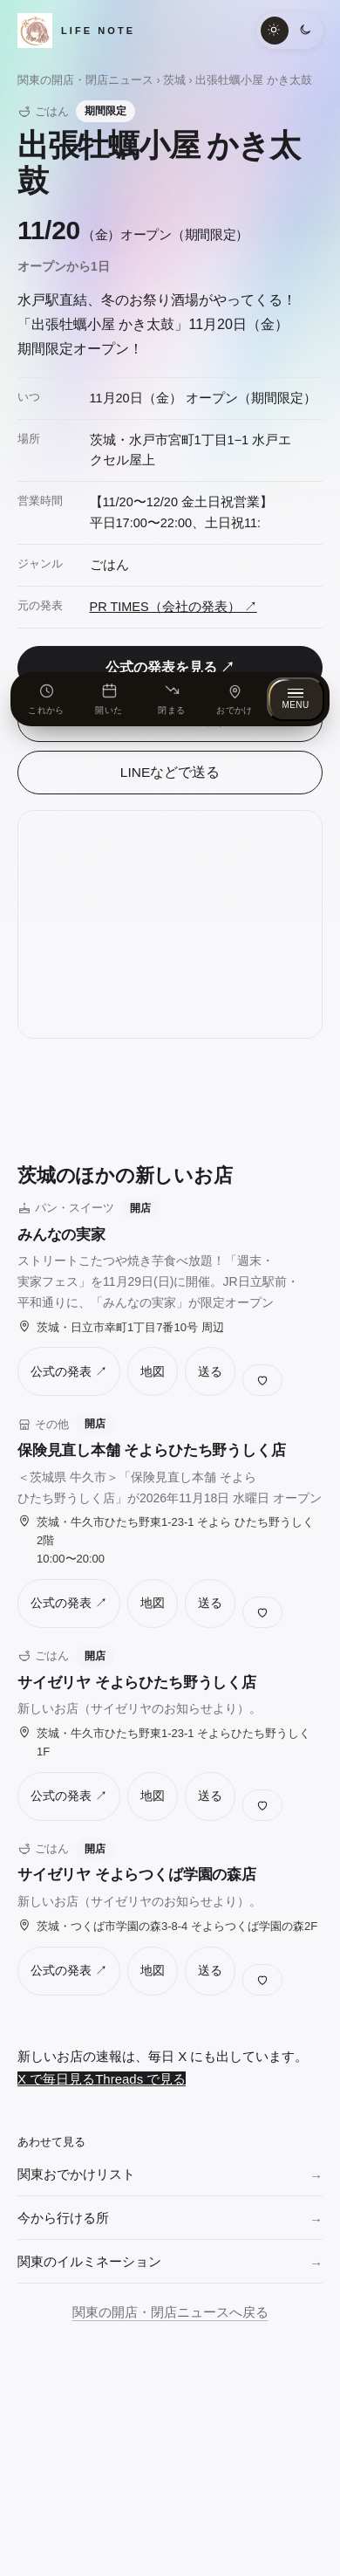 LIFE NOTE
関東の開店・閉店ニュース › 茨城 › 出張牡蠣小屋 かき太鼓
ごはん 期間限定
出張牡蠣小屋 かき太
鼓
11/20（金）オープン（期間限定）
オープンから1日
水戸駅直結、冬のお祭り酒場がやってくる！
「出張牡蠣小屋 かき太鼓」11月20日（金）
期間限定オープン！
いつ 11月20日（金） オープン（期間限定）
場所 茨城・水戸市宮町1丁目1−1 水戸エ
クセル屋上
営業時間 【11/20〜12/20 金土日祝営業】
平日17:00〜22:00、土日祝11:
ジャンル ごはん
元の発表 PR TIMES（会社の発表） ↗
公式の発表を見る ↗
これから 開いた 閉まる おでかけ MENU
LINEなどで送る
茨城のほかの新しいお店
パン・スイーツ 開店
みんなの実家
ストリートこたつや焼き芋食べ放題！「週末・
実家フェス」を11月29日(日)に開催。JR日立駅前・
平和通りに、「みんなの実家」が限定オープン
茨城・日立市幸町1丁目7番10号 周辺
公式の発表 ↗ 地図 送る
その他 開店
保険見直し本舗 そよらひたち野うしく店
＜茨城県 牛久市＞「保険見直し本舗 そよら
ひたち野うしく店」が2026年11月18日 水曜日 オープン
茨城・牛久市ひたち野東1-23-1 そよら ひたち野うしく
2階
10:00〜20:00
公式の発表 ↗ 地図 送る
ごはん 開店
サイゼリヤ そよらひたち野うしく店
新しいお店（サイゼリヤのお知らせより）。
茨城・牛久市ひたち野東1-23-1 そよらひたち野うしく
1F
公式の発表 ↗ 地図 送る
ごはん 開店
サイゼリヤ そよらつくば学園の森店
新しいお店（サイゼリヤのお知らせより）。
茨城・つくば市学園の森3-8-4 そよらつくば学園の森2F
公式の発表 ↗ 地図 送る
新しいお店の速報は、毎日 X にも出しています。
X で毎日見るThreads で見る
あわせて見る
関東おでかけリスト →
今から行ける所 →
関東のイルミネーション →
関東の開店・閉店ニュースへ戻る